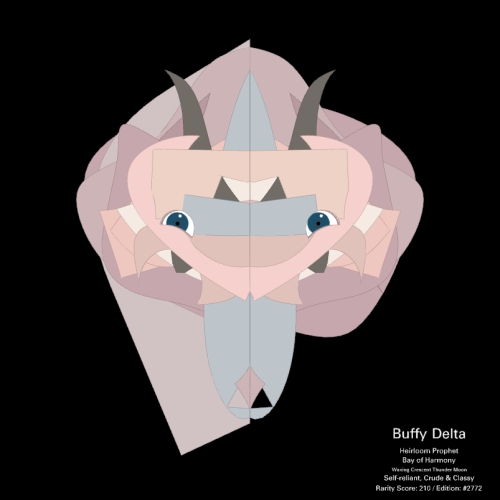 Buffy Delta
Heirloom Prophet
Bay of Harmony
Waxing Crescent Thunder Moon
Self-reliant, Crude & Classy
Rarity Score: 210 / Edition: #2772